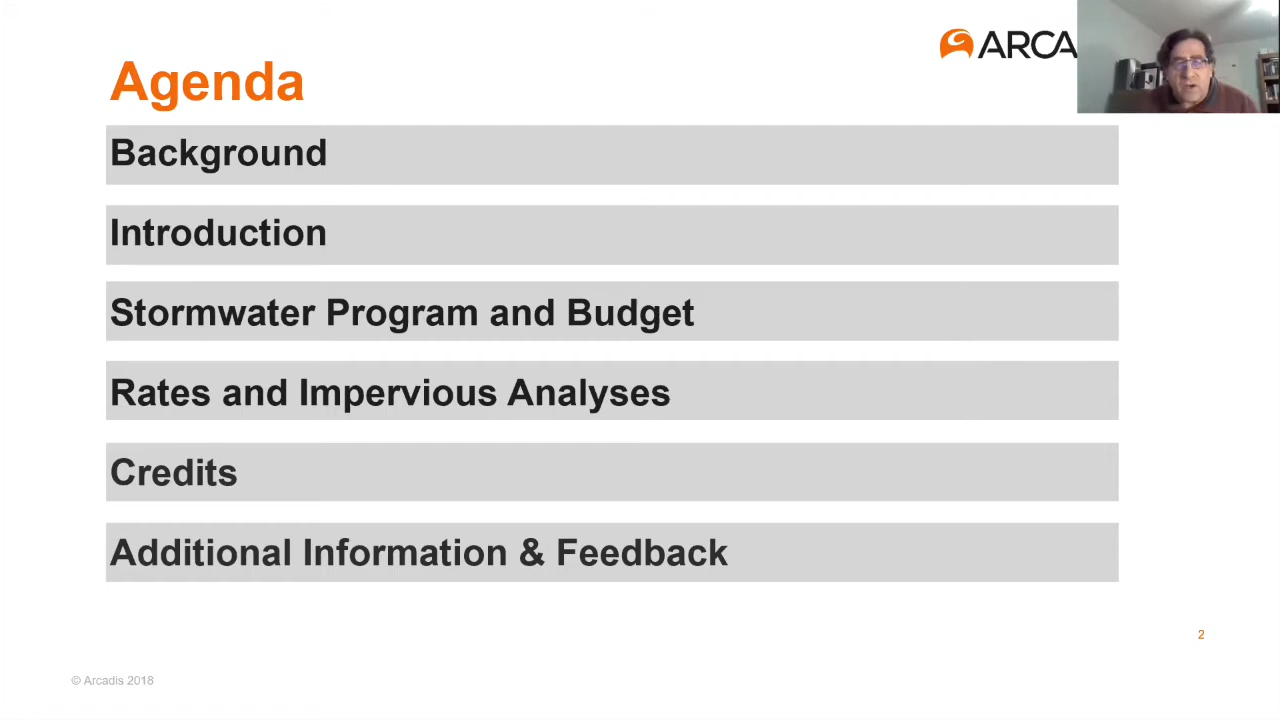 Agenda
ARCA
Background
Introduction
Stormwater Program and Budget
Rates and Impervious Analyses
Credits
Additional Information & Feedback
2
© Arcadis 2018